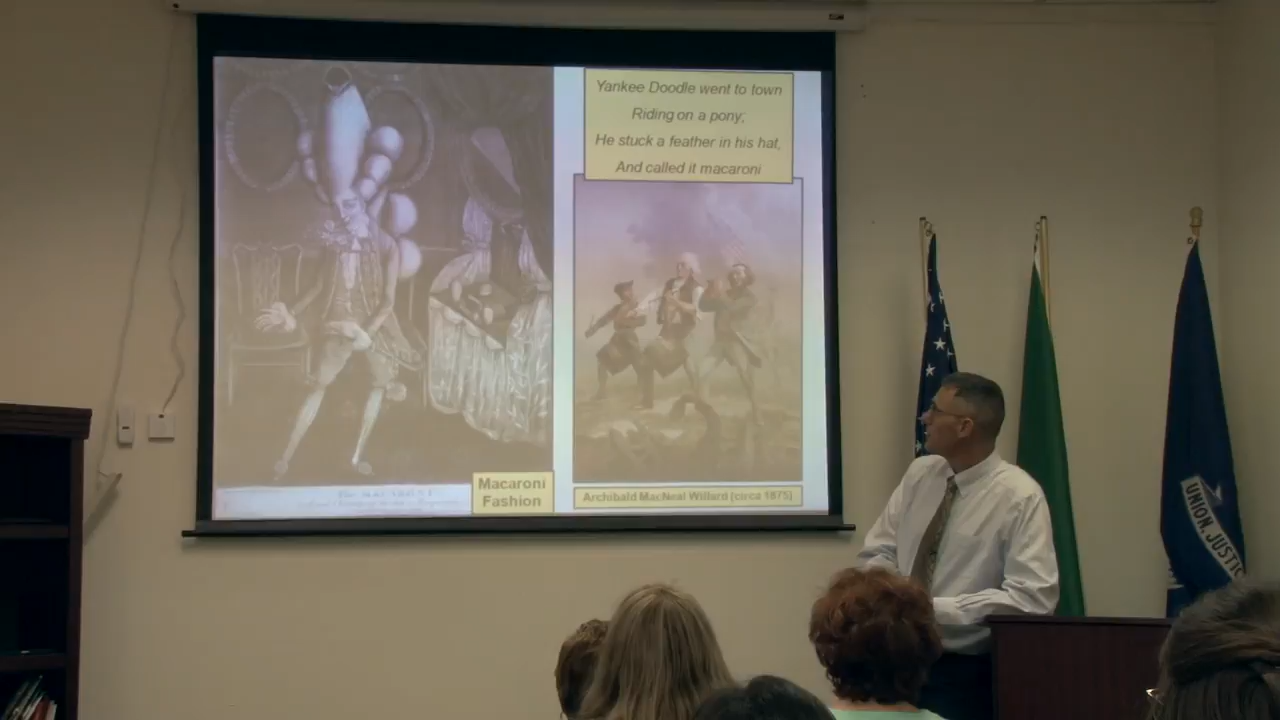 Yankee Doodle went to town
Riding on a pony;
He stuck a feather in his hat,
And called it macaroni
Macaroni
Fashion
Archibald MacNeal Willard (circa 1875)
UNION, JUSTIC